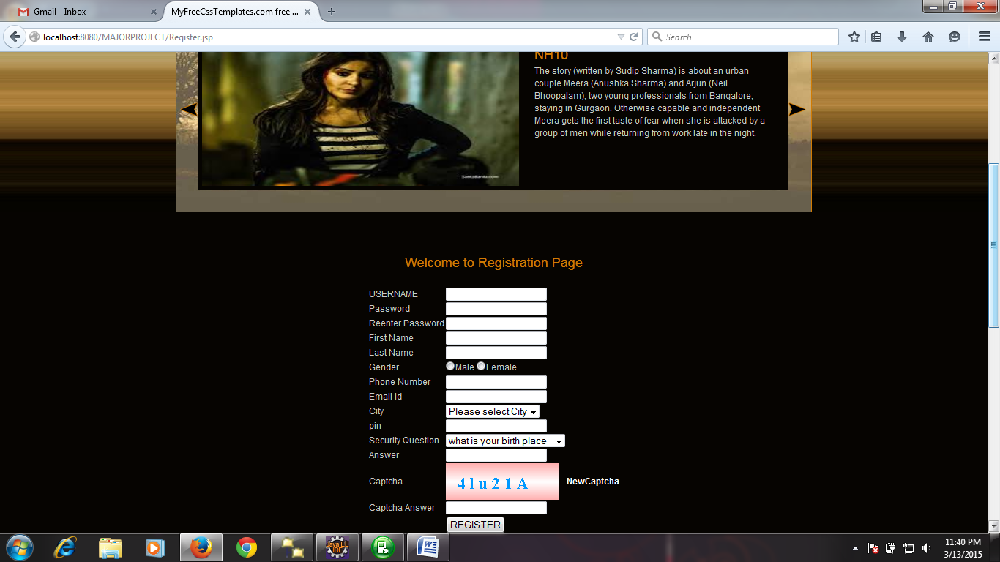 Gmail - Inbox
MyFreeCssTemplates.com free ...
localhost:8080/MAJORPROJECT/Register.jsp
Search
NH10
The story (written by Sudip Sharma) is about an urban
couple Meera (Anushka Sharma) and Arjun (Neil
Bhoopalam), two young professionals from Bangalore,
staying in Gurgaon. Otherwise capable and independent
Meera gets the first taste of fear when she is attacked by a
group of men while returning from work late in the night.
SantaBanta.com
Welcome to Registration Page
USERNAME
Password
Reenter Password
First Name
Last Name
Gender Male Female
Phone Number
Email Id
City Please select City
pin
Security Question what is your birth place
Answer
Captcha 4lu21A NewCaptcha
Captcha Answer
REGISTER
Java EE
IDE
11:40 PM
3/13/2015